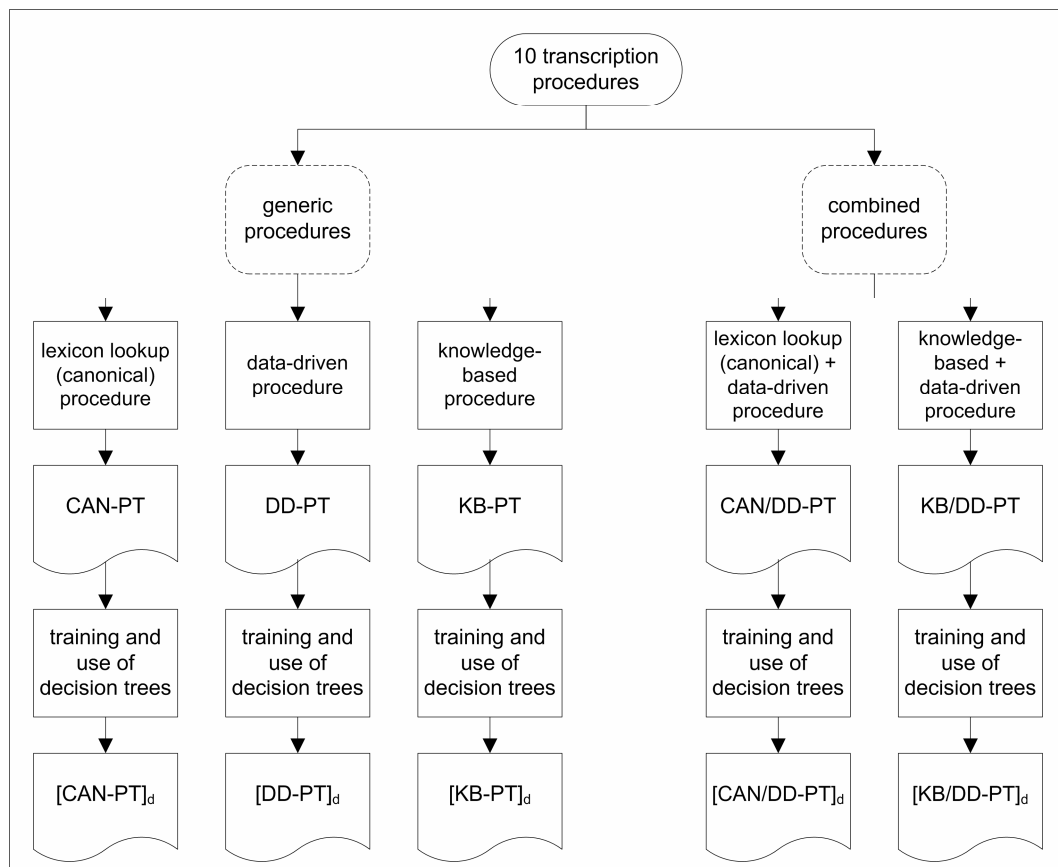 10 transcription
procedures
generic
procedures
combined
procedures
lexicon lookup
(canonical)
procedure
data-driven
procedure
knowledge-
based
procedure
lexicon lookup
(canonical) +
data-driven
procedure
knowledge-
based +
data-driven
procedure
CAN-PT
DD-PT
KB-PT
CAN/DD-PT
KB/DD-PT
training and
use of
decision trees
training and
use of
decision trees
training and
use of
decision trees
training and
use of
decision trees
training and
use of
decision trees
[CAN-PT]d
[DD-PT]d
[KB-PT]d
[CAN/DD-PT]d
[KB/DD-PT]d